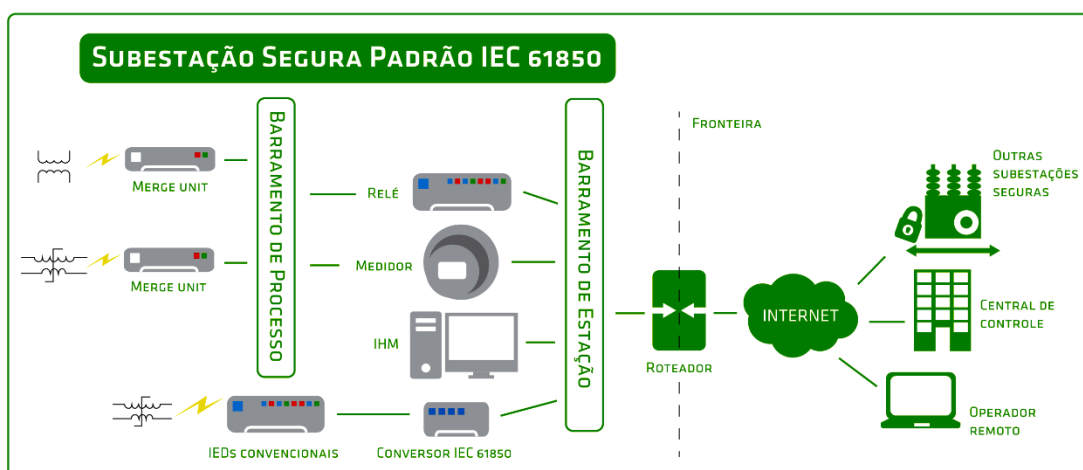 SUBESTAÇÃO SEGURA PADRÃO IEC 61850
MERGE UNIT
MERGE UNIT
BARRAMENTO DE PROCESSO
RELÉ
MEDIDOR
IHM
IEDS CONVENCIONAIS
CONVERSOR IEC 61850
BARRAMENTO DE ESTAÇÃO
FRONTEIRA
ROTEADOR
INTERNET
OUTRAS
SUBESTAÇÕES
SEGURAS
CENTRAL DE
CONTROLE
OPERADOR
REMOTO